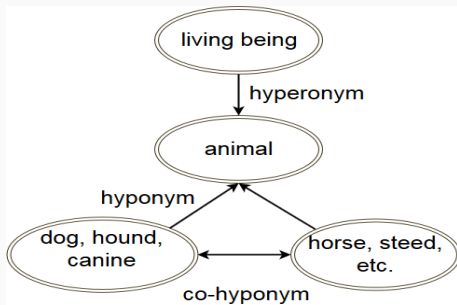 living being
hyperonym
animal
hyponym
dog, hound,
canine
horse, steed,
etc.
co-hyponym